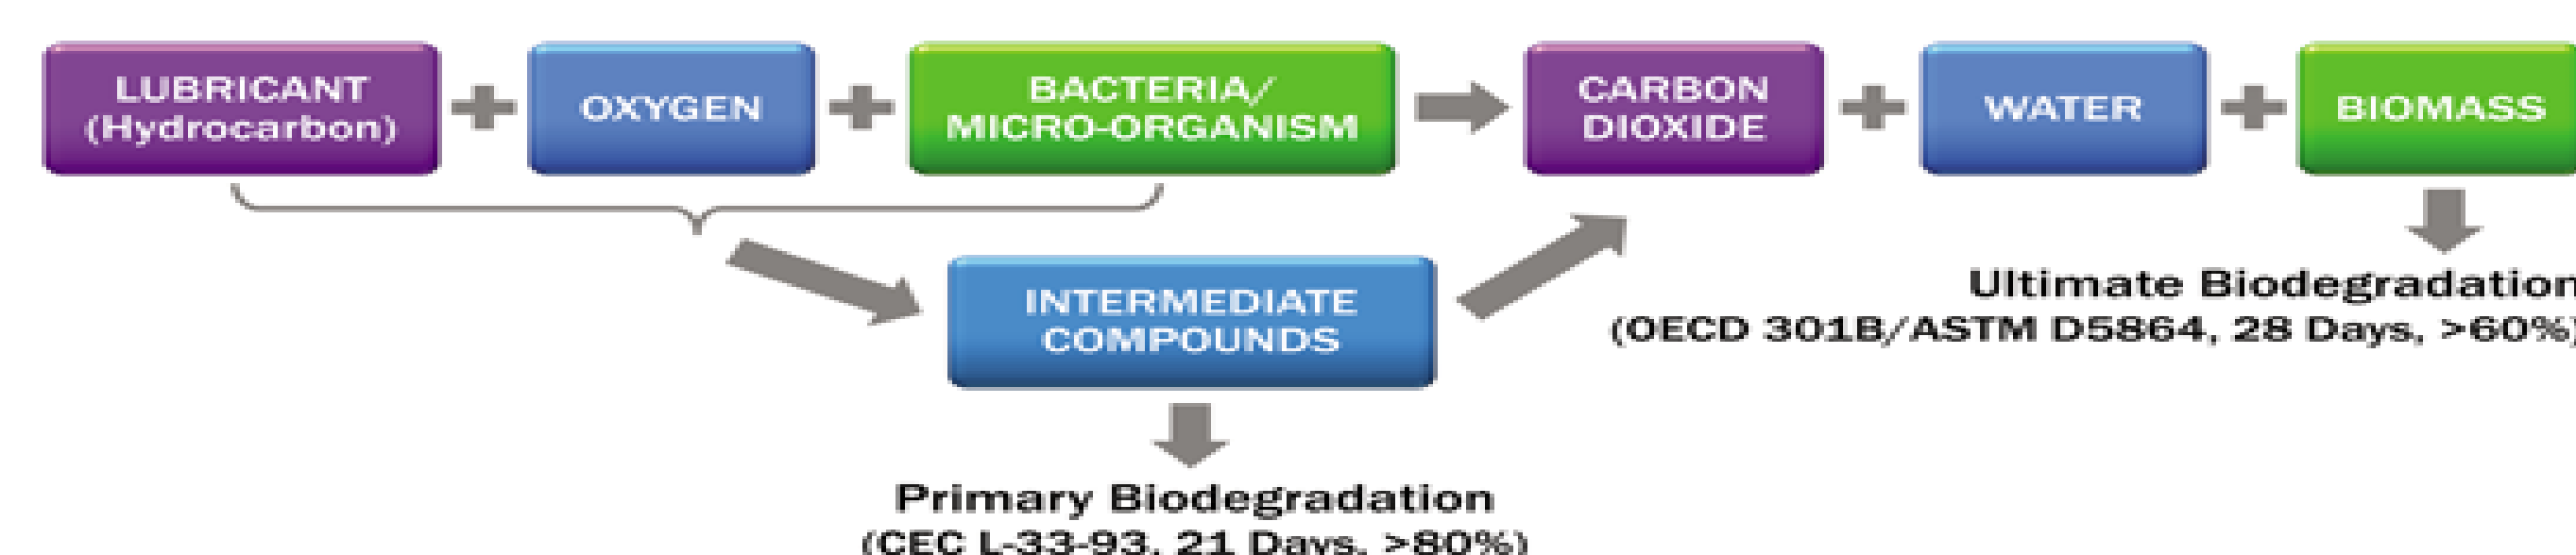 LUBRICANT
(Hydrocarbon)
OXYGEN
BACTERIA/
MICRO-ORGANISM
CARBON
DIOXIDE
WATER
BIOMASS
INTERMEDIATE
COMPOUNDS
Ultimate Biodegradation
(OECD 301B/ASTM D5864, 28 Days, >60%)
Primary Biodegradation
(CEC L-33-93, 21 Days, >80%)